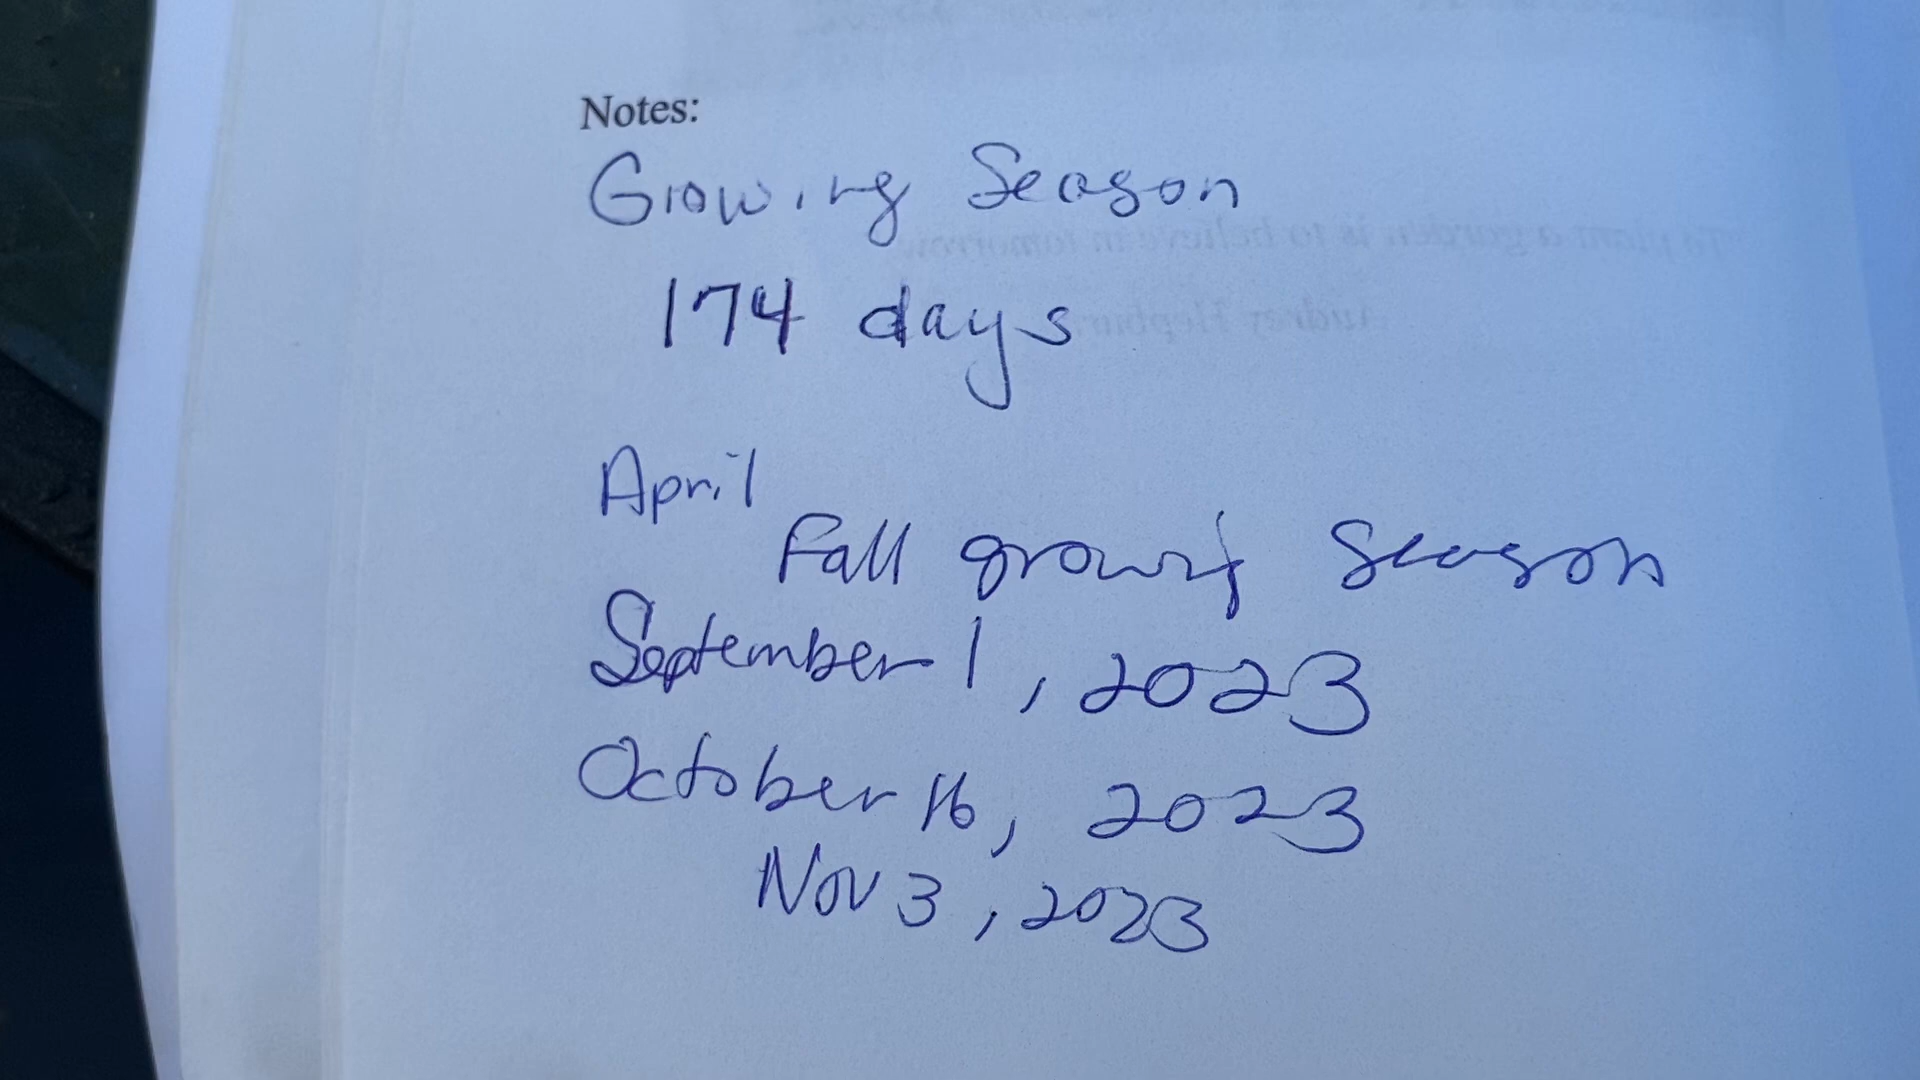 Notes:
Growing Season
174 days
April
Fall growing Season
September 1, 2023
October 16, 2023
Nov 3, 2023